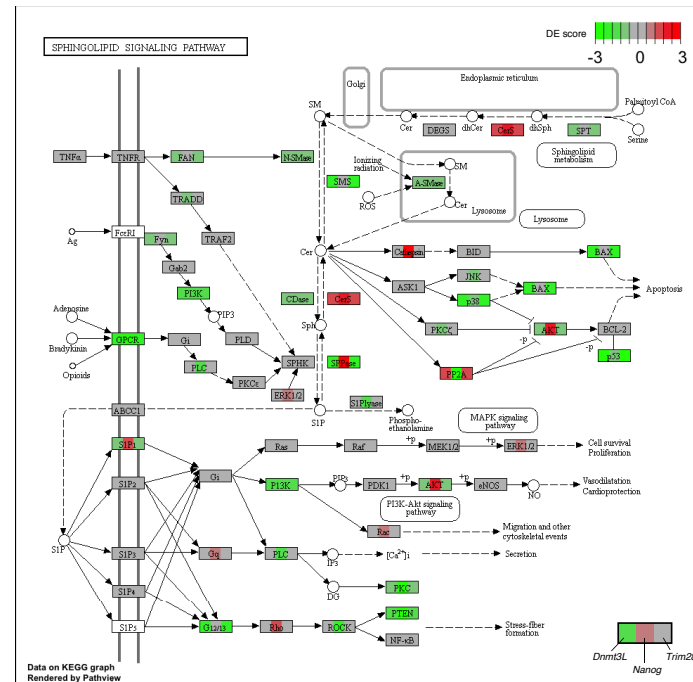 DE score
-3 0 3
SPHINGOLIPID SIGNALING PATHWAY
Golgi
Endoplasmic reticulum
SM
Cer
dhCer
dhSph
Palmitoyl CoA
DEGS
CerS
SPT
Serine
Sphingolipid
metabolism
TNFα
TNFR
FAN
N-SMase
Ionizing
radiation
SM
SMS
A-SMase
ROS
Cer
Lysosome
Lysosome
TRADD
FcεRI
Ag
Fyn
TRAF2
Gab2
Cer
BID
BAX
ASK1
JNK
p38
BAX
Apoptosis
PI3K
PIP3
CDase
CerS
Adenosine
Bradykinin
Opioids
GPCR
Gi
PLD
Sph
PKCζ
AKT
BCL-2
-p
-p
p53
PLC
PKCε
SPHK
SPPase
PP2A
ERK1/2
S1Plyase
ABCC1
S1P
Phospho-
ethanolamine
MAPK signaling
pathway
S1P1
Ras
Raf
+p
MEK1/2
+p
ERK1/2
Cell survival
Proliferation
S1P2
Gi
PI3K
PIP3
PDK1
+p
AKT
+p
eNOS
NO
Vasodilatation
Cardioprotection
PI3K-Akt signaling
pathway
Rac
Migration and other
cytoskeletal events
S1P
S1P3
Gq
PLC
IP3
[Ca2+]i
Secretion
S1P4
DG
PKC
S1P5
G12/13
Rho
ROCK
PTEN
NF-κB
Stress-fiber
formation
Dnmt3L
Nanog
Data on KEGG graph
Rendered by Pathview